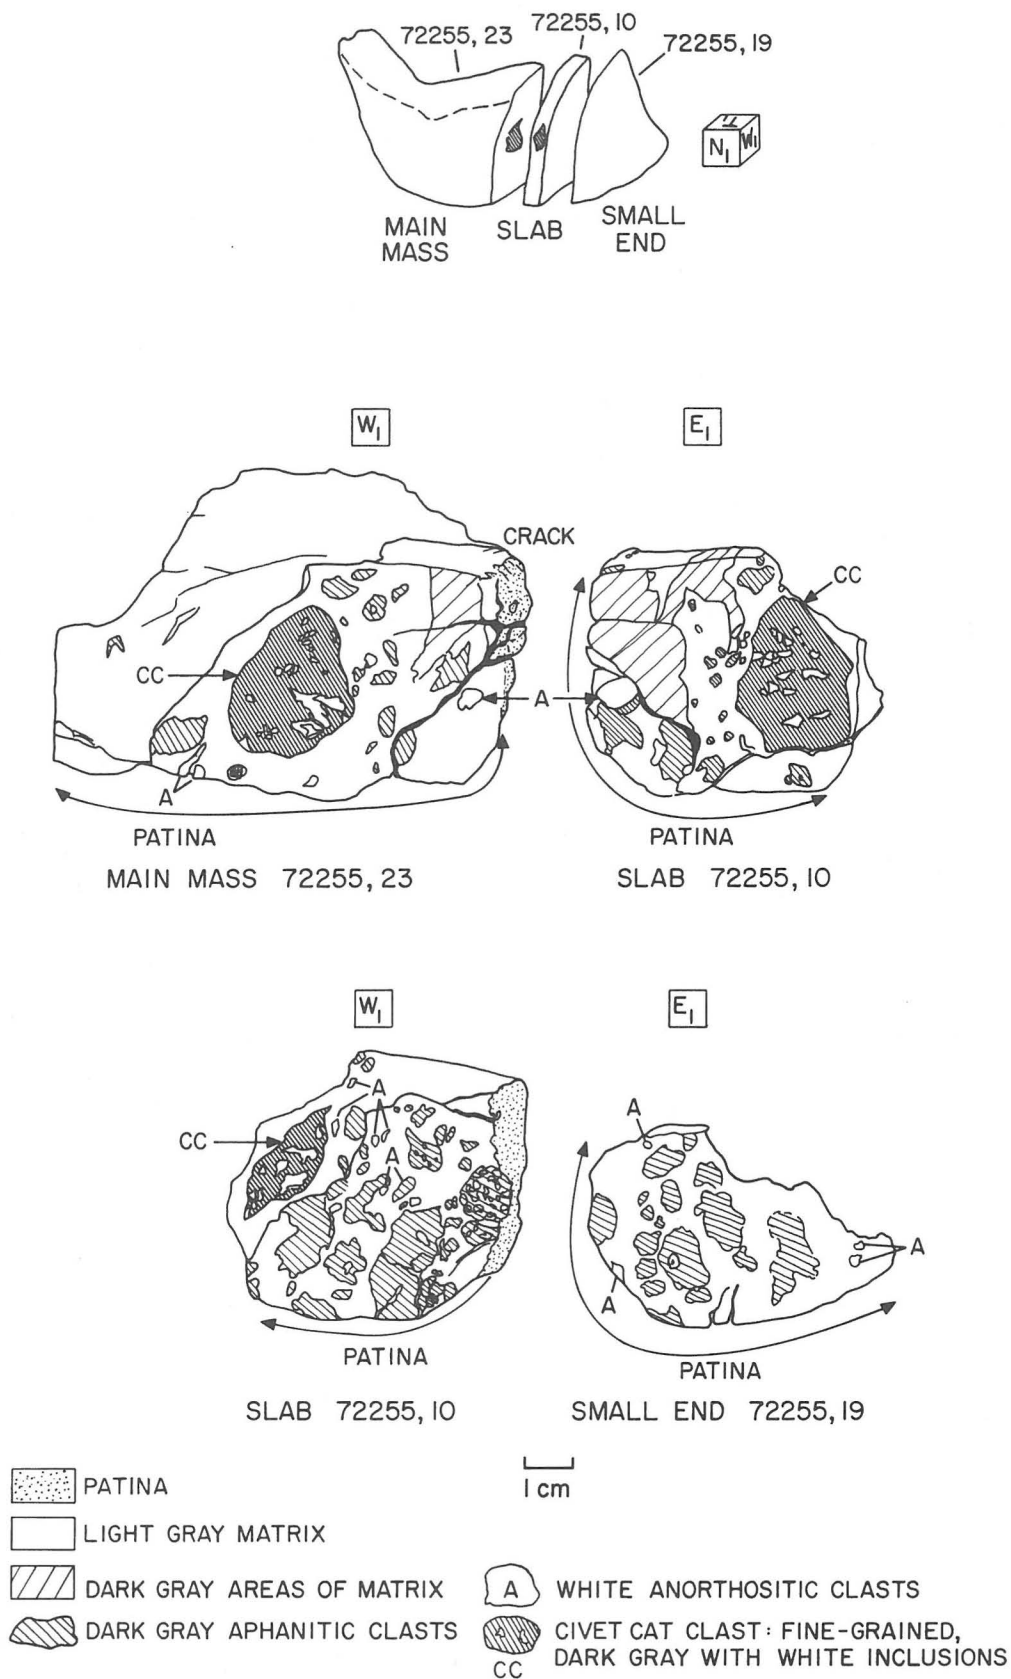 72255,10
72255,23
72255,19
N1 W1
MAIN
MASS
SLAB
SMALL
END
W1
E1
CRACK
CC
CC
A
A
PATINA
PATINA
MAIN MASS 72255,23
SLAB 72255,10
W1
E1
A
A
CC
A
A
A
PATINA
PATINA
SLAB 72255,10
SMALL END 72255,19
1 cm
PATINA
LIGHT GRAY MATRIX
DARK GRAY AREAS OF MATRIX
DARK GRAY APHANITIC CLASTS
A WHITE ANORTHOSITIC CLASTS
CIVET CAT CLAST: FINE-GRAINED,
DARK GRAY WITH WHITE INCLUSIONS
CC